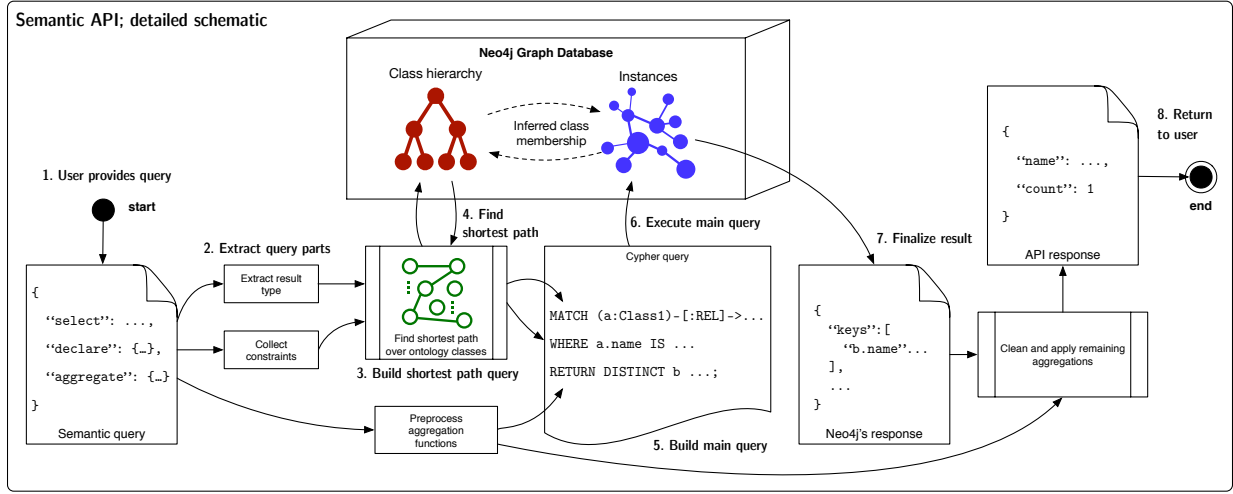 Semantic API; detailed schematic
Neo4j Graph Database
Class hierarchy
Instances
Inferred class
membership
1. User provides query
start
2. Extract query parts
4. Find
shortest path
6. Execute main query
7. Finalize result
8. Return
to user
end
{
“select”: ...,
“declare”: {…},
“aggregate”: {…}
}
Semantic query
Extract result
type
Collect
constraints
Find shortest path
over ontology classes
3. Build shortest path query
Preprocess
aggregation
functions
Cypher query
MATCH (a:Class1)-[:REL]->...
WHERE a.name IS ...
RETURN DISTINCT b ...;
5. Build main query
{
“keys”:[
“b.name”...
],
...
}
Neo4j’s response
Clean and apply remaining
aggregations
{
“name”: ...,
“count”: 1
}
API response